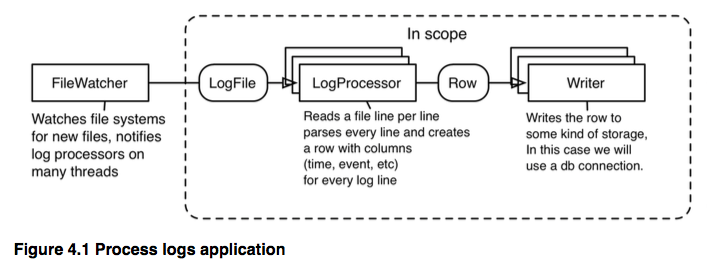 In scope
FileWatcher
LogFile
LogProcessor
Row
Writer
Watches file systems
for new files, notifies
log processors on
many threads
Reads a file line per line
parses every line and creates
a row with columns
(time, event, etc)
for every log line
Writes the row to
some kind of storage,
In this case we will
use a db connection.
Figure 4.1 Process logs application